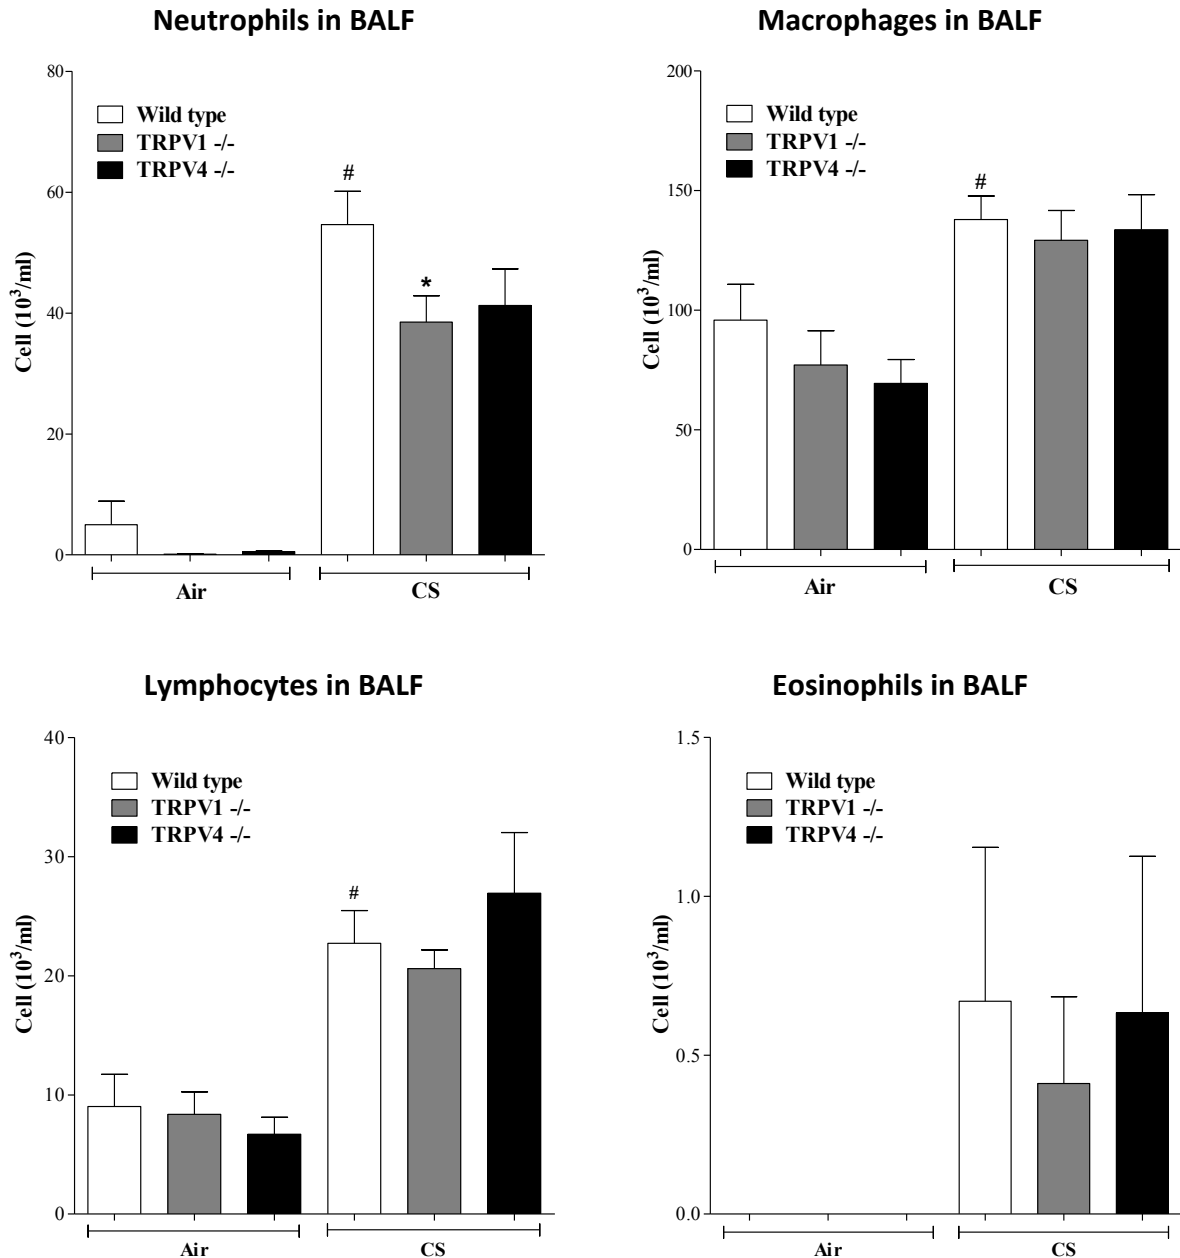 Neutrophils in BALF
80
60
40
20
0
Cell (10³/ml)
Wild type
TRPV1 -/-
TRPV4 -/-
#
*
Air
CS
Macrophages in BALF
200
150
100
50
0
Cell (10³/ml)
Wild type
TRPV1 -/-
TRPV4 -/-
#
Air
CS
Lymphocytes in BALF
40
30
20
10
0
Cell (10³/ml)
Wild type
TRPV1 -/-
TRPV4 -/-
#
Air
CS
Eosinophils in BALF
1.5
1.0
0.5
0.0
Cell (10³/ml)
Wild type
TRPV1 -/-
TRPV4 -/-
Air
CS